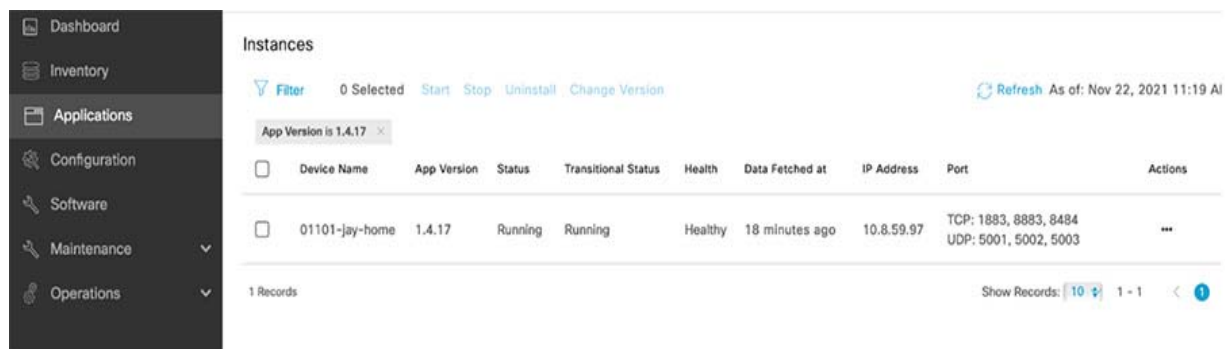 Dashboard
Inventory
Applications
Configuration
Software
Maintenance
Operations
Instances
Filter 0 Selected Start Stop Uninstall Change Version Refresh As of: Nov 22, 2021 11:19 AM
App Version is 1.4.17 ×
Device Name App Version Status Transitional Status Health Data Fetched at IP Address Port Actions
01101-jay-home 1.4.17 Running Running Healthy 18 minutes ago 10.8.59.97 TCP: 1883, 8883, 8484
UDP: 5001, 5002, 5003
1 Records Show Records: 10 1 - 1 < 1